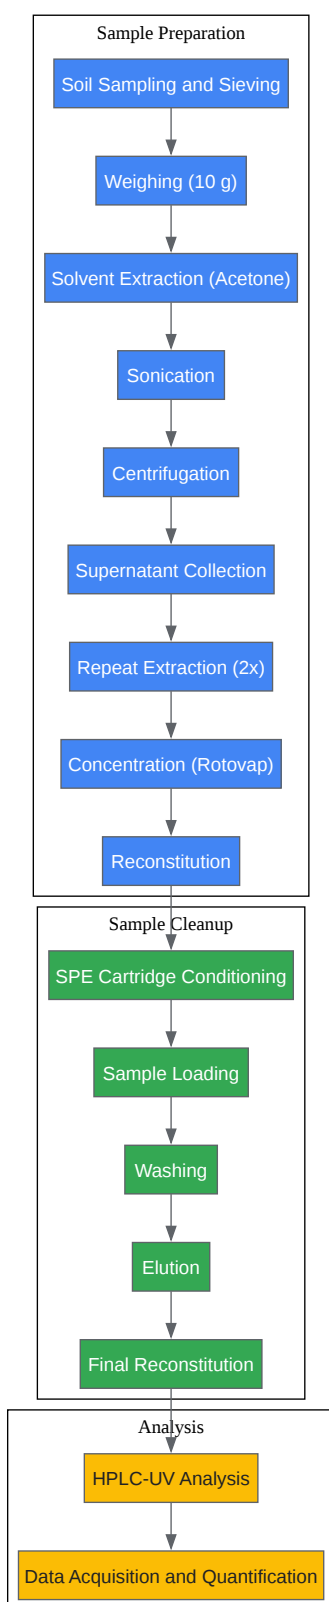 Sample Preparation
Soil Sampling and Sieving
Weighing (10 g)
Solvent Extraction (Acetone)
Sonication
Centrifugation
Supernatant Collection
Repeat Extraction (2x)
Concentration (Rotovap)
Reconstitution
Sample Cleanup
SPE Cartridge Conditioning
Sample Loading
Washing
Elution
Final Reconstitution
Analysis
HPLC-UV Analysis
Data Acquisition and Quantification